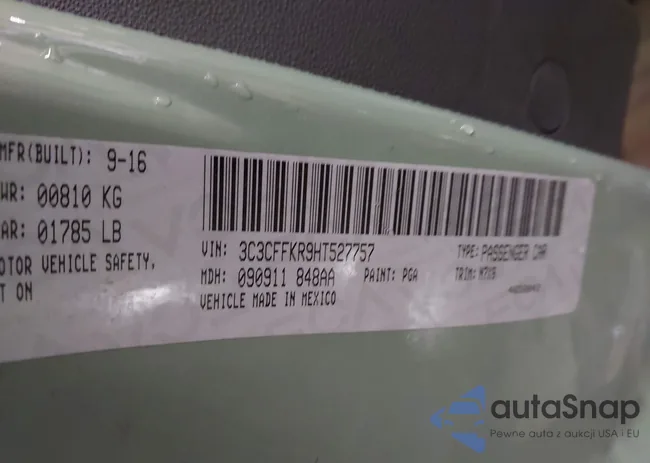 MFR(BUILT): 9-16
WR: 00810 KG
AR: 01785 LB
OTOR VEHICLE SAFETY,
T ON
VIN: 3C3CFFKR9HT527757
TYPE: PASSENGER CAR
MDH: 090911 848AA
PAINT: PGA
TRIM:
VEHICLE MADE IN MEXICO
autaSnap
Pewne auta z aukcji USA i EU